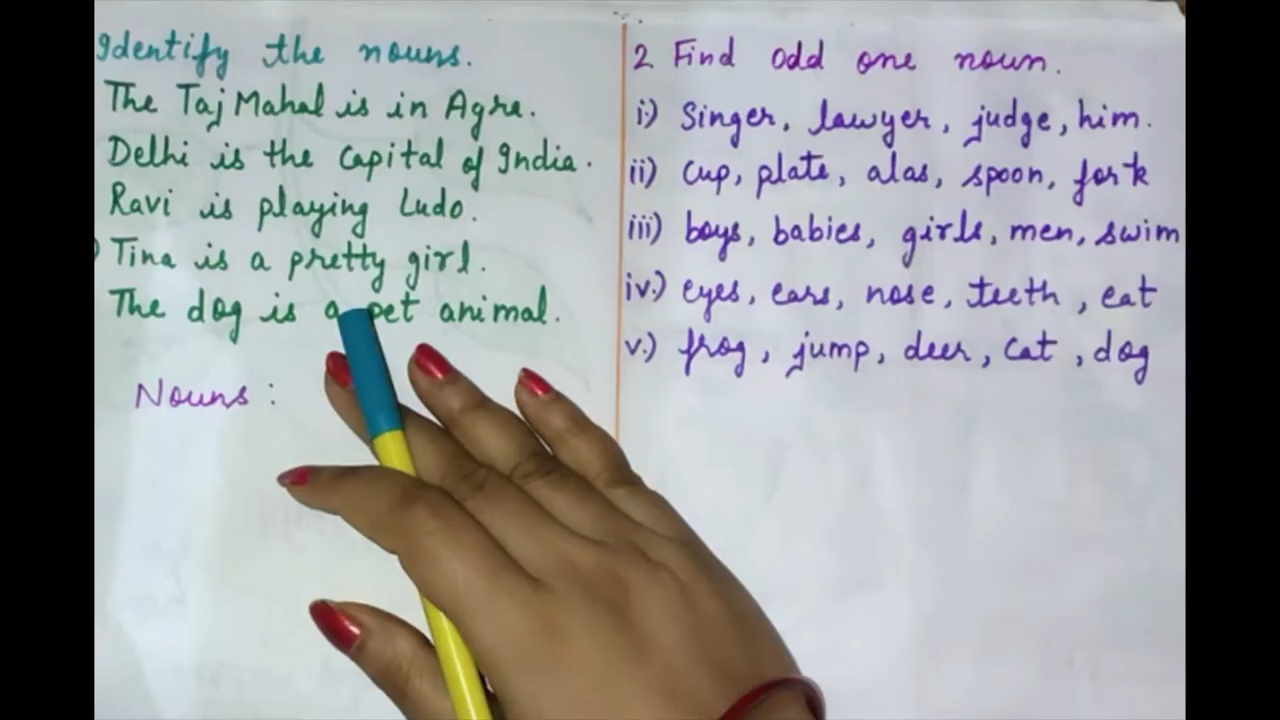 Identify the nouns.
The Taj Mahal is in Agra.
Delhi is the capital of India.
Ravi is playing Ludo.
) Tina is a pretty girl.
The dog is a pet animal.
Nouns :
2 Find odd one noun.
i) Singer, lawyer, judge, him.
ii) cup, plate, alas, spoon, fork
iii) boys, babies, girls, men, swim
iv.) eyes, ears, nose, teeth, eat
v.) frog, jump, deer, cat, dog